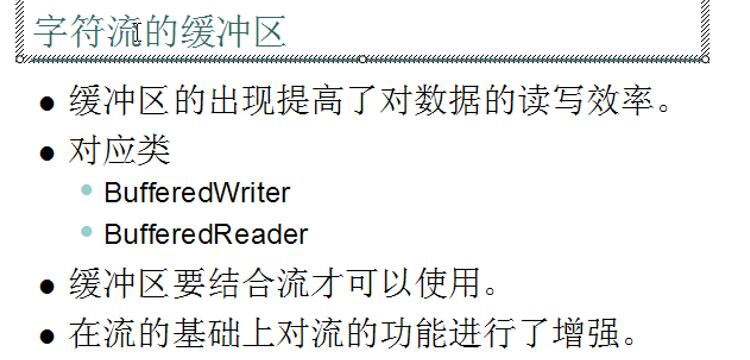 字符流的缓冲区
缓冲区的出现提高了对数据的读写效率。
对应类
BufferedWriter
BufferedReader
缓冲区要结合流才可以使用。
在流的基础上对流的功能进行了增强。